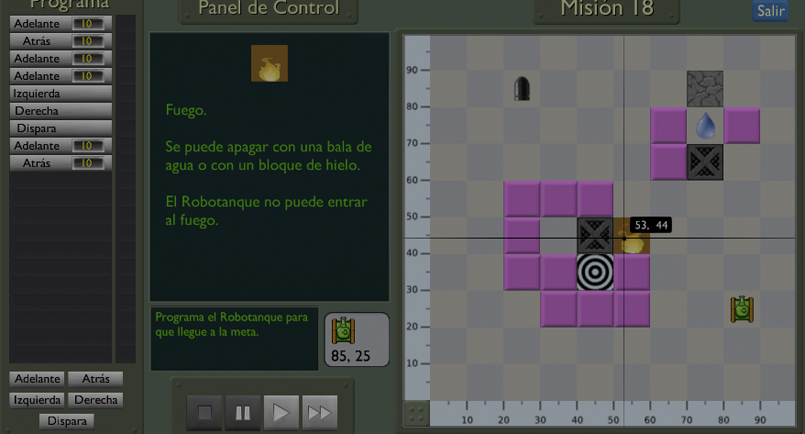 Programa
Adelante 10
Atrás 10
Adelante 10
Adelante 10
Izquierda
Derecha
Dispara
Adelante 10
Atrás 10
Adelante Atrás
Izquierda Derecha
Dispara
Panel de Control
Fuego.
Se puede apagar con una bala de
agua o con un bloque de hielo.
El Robotanque no puede entrar
al fuego.
Programa el Robotanque para
que llegue a la meta.
85, 25
Misión 18
Salir
90
80
70
60
50
40
30
20
10
53, 44
10 20 30 40 50 60 70 80 90